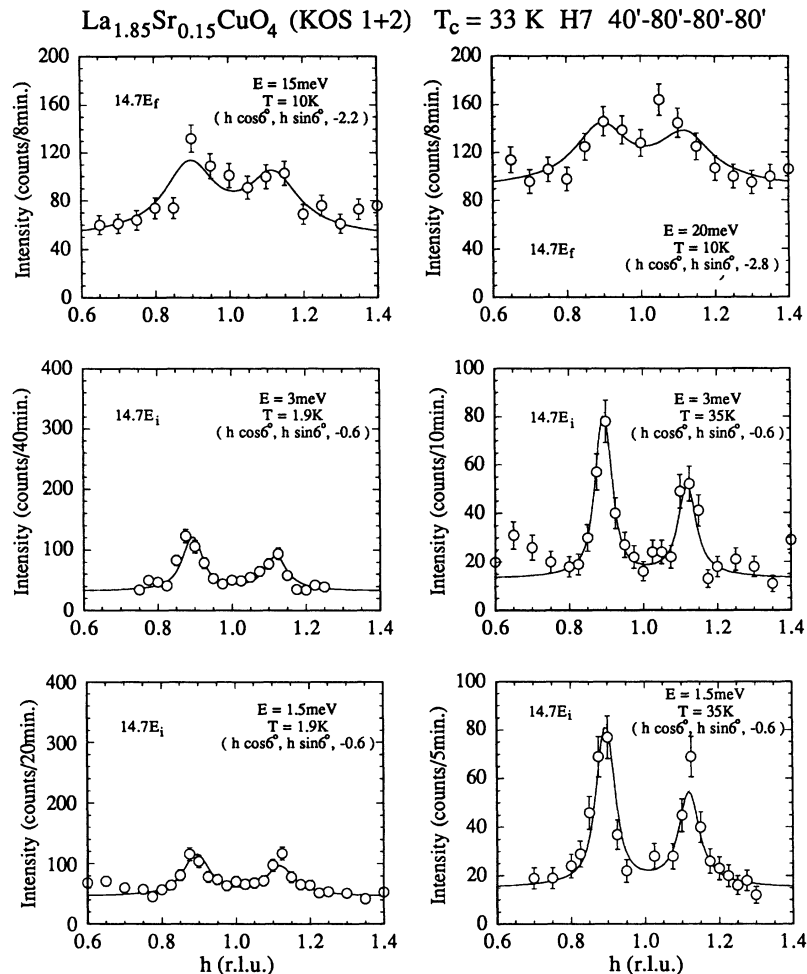 La1.85Sr0.15CuO4 (KOS 1+2) Tc = 33 K H7 40'-80'-80'-80'
Intensity (counts/8min.)
200
160
120
80
40
0
14.7Ef
E = 15meV
T = 10K
( h cos6°, h sin6°, -2.2 )
0.6 0.8 1.0 1.2 1.4
Intensity (counts/8min.)
200
160
120
80
40
0
E = 20meV
T = 10K
14.7Ef
( h cos6°, h sin6°, -2.8 )
0.6 0.8 1.0 1.2 1.4
Intensity (counts/40min.)
400
300
200
100
0
14.7Ei
E = 3meV
T = 1.9K
( h cos6°, h sin6°, -0.6 )
0.6 0.8 1.0 1.2 1.4
Intensity (counts/10min.)
100
80
60
40
20
0
14.7Ei
E = 3meV
T = 35K
( h cos6°, h sin6°, -0.6 )
0.6 0.8 1.0 1.2 1.4
Intensity (counts/20min.)
400
300
200
100
0
14.7Ei
E = 1.5meV
T = 1.9K
( h cos6°, h sin6°, -0.6 )
0.6 0.8 1.0 1.2 1.4
h (r.l.u.)
Intensity (counts/5min.)
100
80
60
40
20
0
14.7Ei
E = 1.5meV
T = 35K
( h cos6°, h sin6°, -0.6 )
0.6 0.8 1.0 1.2 1.4
h (r.l.u.)